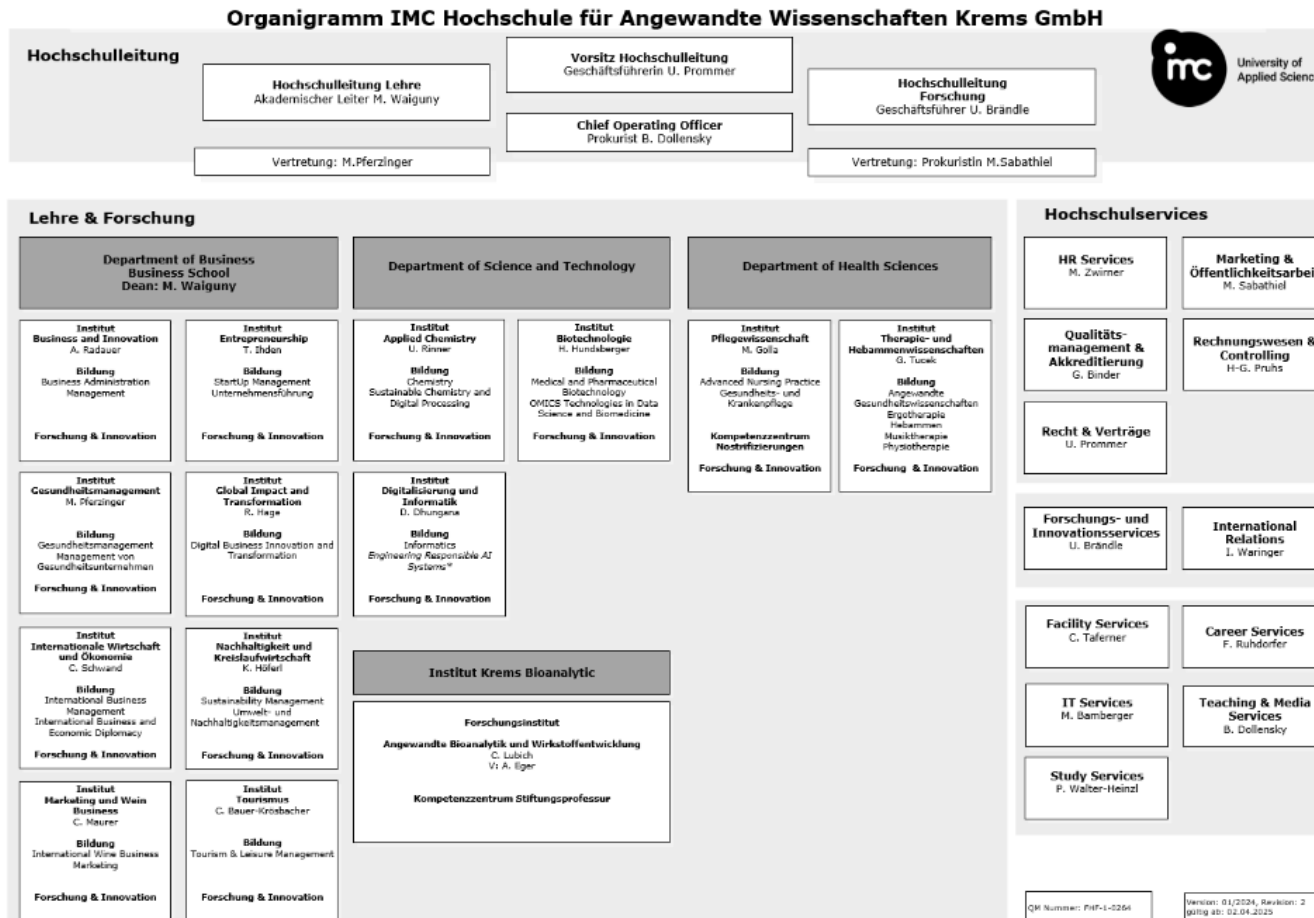 Organigramm IMC Hochschule für Angewandte Wissenschaften Krems GmbH
Hochschulleitung
Vorsitz Hochschulleitung
Geschäftsführerin U. Prommer
Hochschulleitung Lehre
Akademischer Leiter M. Waiguny
Hochschulleitung
Forschung
Geschäftsführer U. Brändle
Chief Operating Officer
Prokurist B. Dollensky
Vertretung: M.Pferzinger
Vertretung: Prokuristin M.Sabathiel
imc
University of
Applied Scienc
Lehre & Forschung
Department of Business
Business School
Dean: M. Waiguny
Institut
Business and Innovation
A. Radauer
Bildung
Business Administration
Management
Forschung & Innovation
Institut
Entrepreneurship
T. Ihden
Bildung
StartUp Management
Unternehmensführung
Forschung & Innovation
Institut
Gesundheitsmanagement
M. Pferzinger
Bildung
Gesundheitsmanagement
Management von
Gesundheitsunternehmen
Forschung & Innovation
Institut
Global Impact and
Transformation
R. Hage
Bildung
Digital Business Innovation and
Transformation
Forschung & Innovation
Institut
Internationale Wirtschaft
und Ökonomie
C. Schwand
Bildung
International Business
Management
International Business and
Economic Diplomacy
Forschung & Innovation
Institut
Nachhaltigkeit und
Kreislaufwirtschaft
K. Höferl
Bildung
Sustainability Management
Umwelt- und
Nachhaltigkeitsmanagement
Forschung & Innovation
Institut
Marketing und Wein
Business
C. Maurer
Bildung
International Wine Business
Marketing
Forschung & Innovation
Institut
Tourismus
C. Bauer-Krösbacher
Bildung
Tourism & Leisure Management
Forschung & Innovation
Department of Science and Technology
Institut
Applied Chemistry
U. Rinner
Bildung
Chemistry
Sustainable Chemistry and
Digital Processing
Forschung & Innovation
Institut
Biotechnologie
H. Hundsberger
Bildung
Medical and Pharmaceutical
Biotechnology
OMICS Technologies in Data
Science and Biomedicine
Forschung & Innovation
Institut
Digitalisierung und
Informatik
D. Dhungana
Bildung
Informatics
Engineering Responsible AI
Systems*
Forschung & Innovation
Institut Krems Bioanalytic
Forschungsinstitut
Angewandte Bioanalytik und Wirkstoffentwicklung
C. Lubich
V: A. Eger
Kompetenzzentrum Stiftungsprofessur
Department of Health Sciences
Institut
Pflegewissenschaft
M. Golla
Bildung
Advanced Nursing Practice
Gesundheits- und
Krankenpflege
Kompetenzzentrum
Nostrifizierungen
Forschung & Innovation
Institut
Therapie- und
Hebammenwissenschaften
G. Tucek
Bildung
Angewandte
Gesundheitswissenschaften
Ergotherapie
Hebammen
Musiktherapie
Physiotherapie
Forschung & Innovation
Hochschulservices
HR Services
M. Zwirner
Marketing &
Öffentlichkeitsarbei
M. Sabathiel
Qualitäts-
management &
Akkreditierung
G. Binder
Rechnungswesen &
Controlling
H-G. Pruhs
Recht & Verträge
U. Prommer
Forschungs- und
Innovationsservices
U. Brändle
International
Relations
I. Waringer
Facility Services
C. Taferner
Career Services
F. Ruhdorfer
IT Services
M. Bamberger
Teaching & Media
Services
B. Dollensky
Study Services
P. Walter-Heinzl
QM Nummer: FHF-1-0264
Version: 01/2024, Revision: 2
gültig ab: 02.04.2025